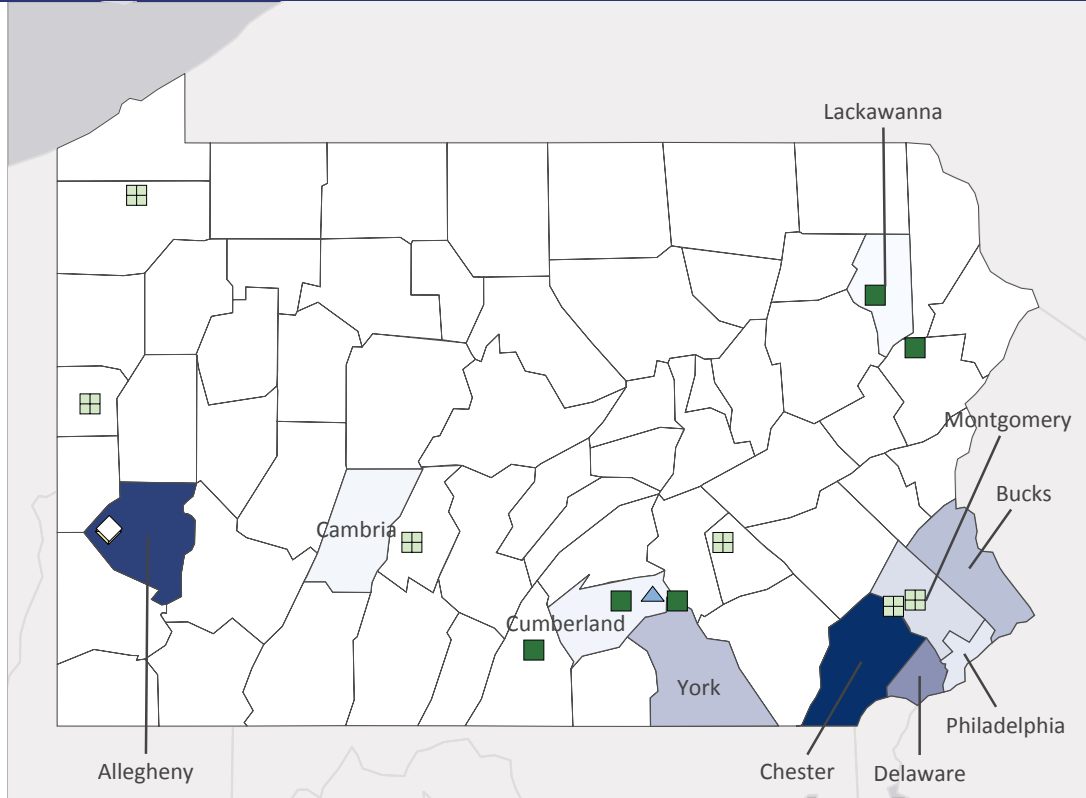 Lackawanna
Montgomery
Bucks
Cambria
Cumberland
York
Philadelphia
Allegheny
Chester
Delaware